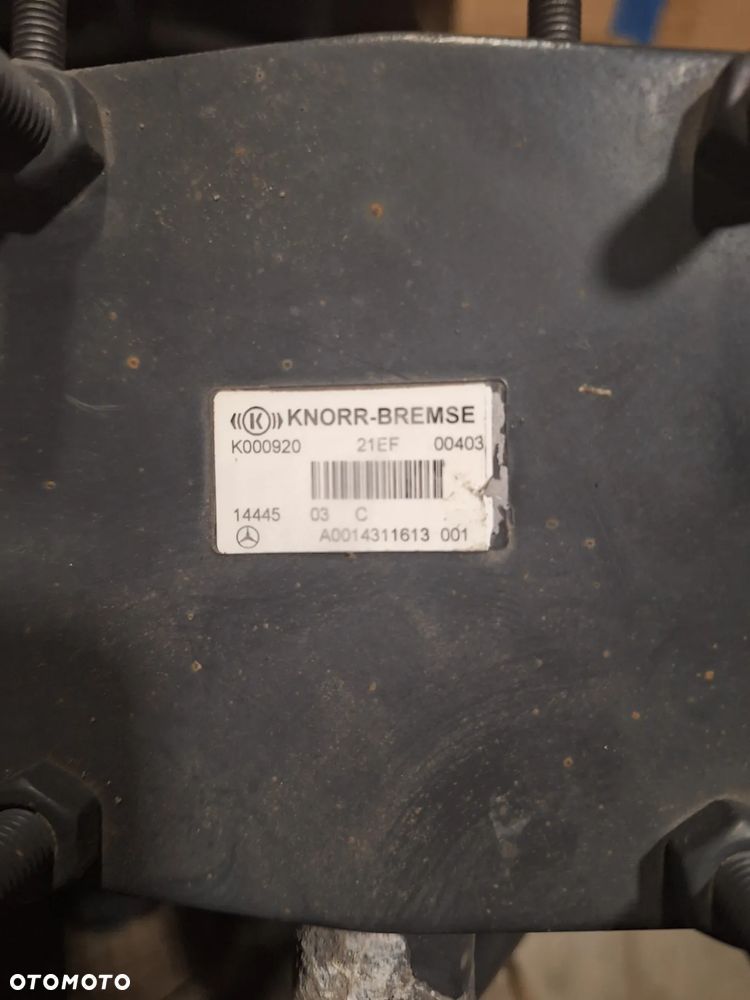 K KNORR-BREMSE
K000920 21EF 00403
14445 03 C
A0014311613 001
OTOMOTO